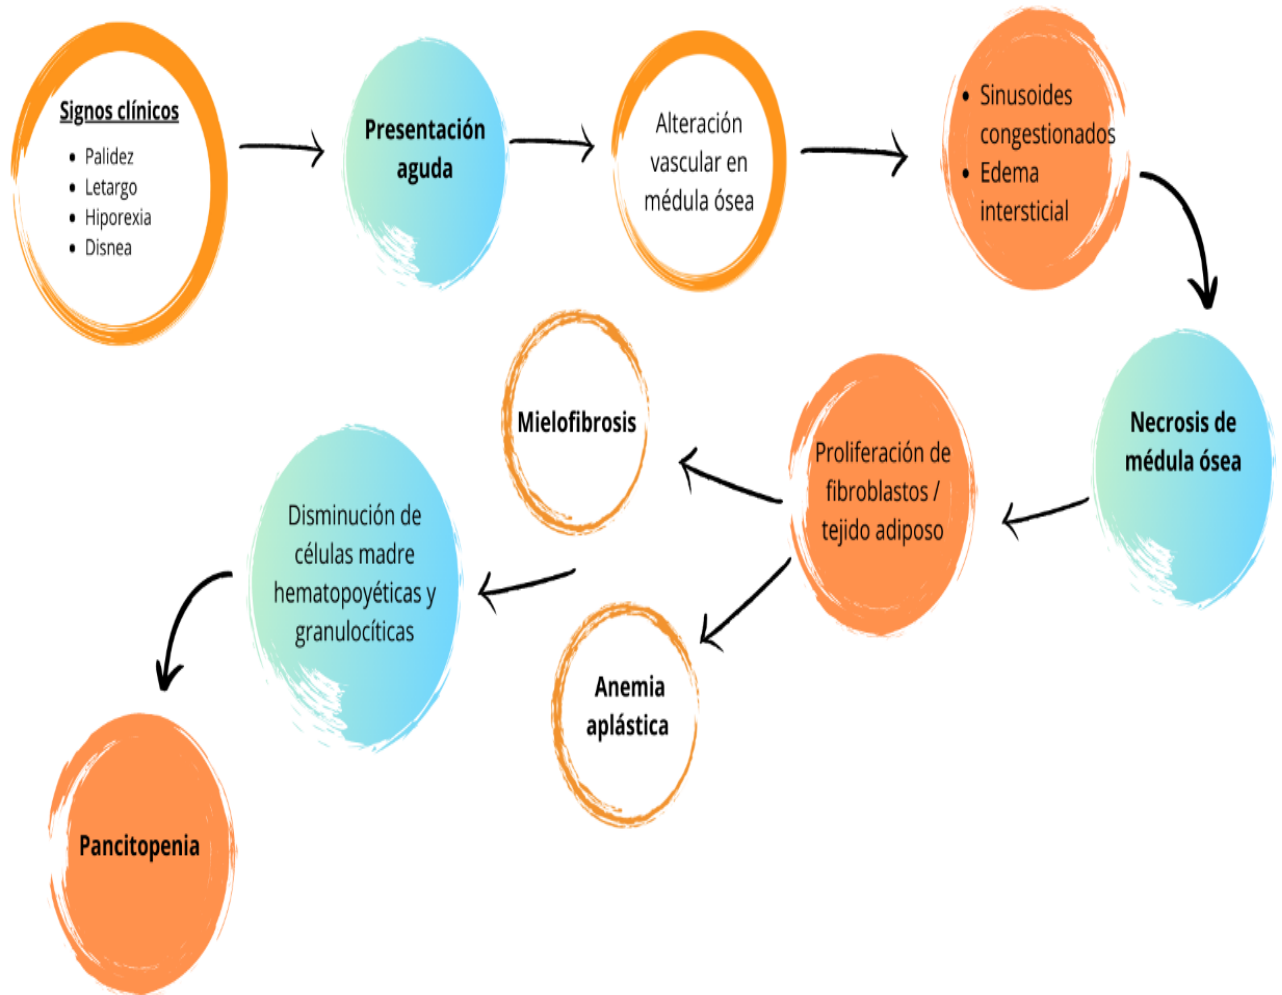 Signos clínicos
• Palidez
• Letargo
• Hiporexia
• Disnea
Presentación
aguda
Alteración
vascular en
médula ósea
• Sinusoides
congestionados
• Edema
intersticial
Necrosis de
médula ósea
Proliferación de
fibroblastos /
tejido adiposo
Mielofibrosis
Anemia
aplástica
Disminución de
células madre
hematopoyéticas y
granulocíticas
Pancitopenia